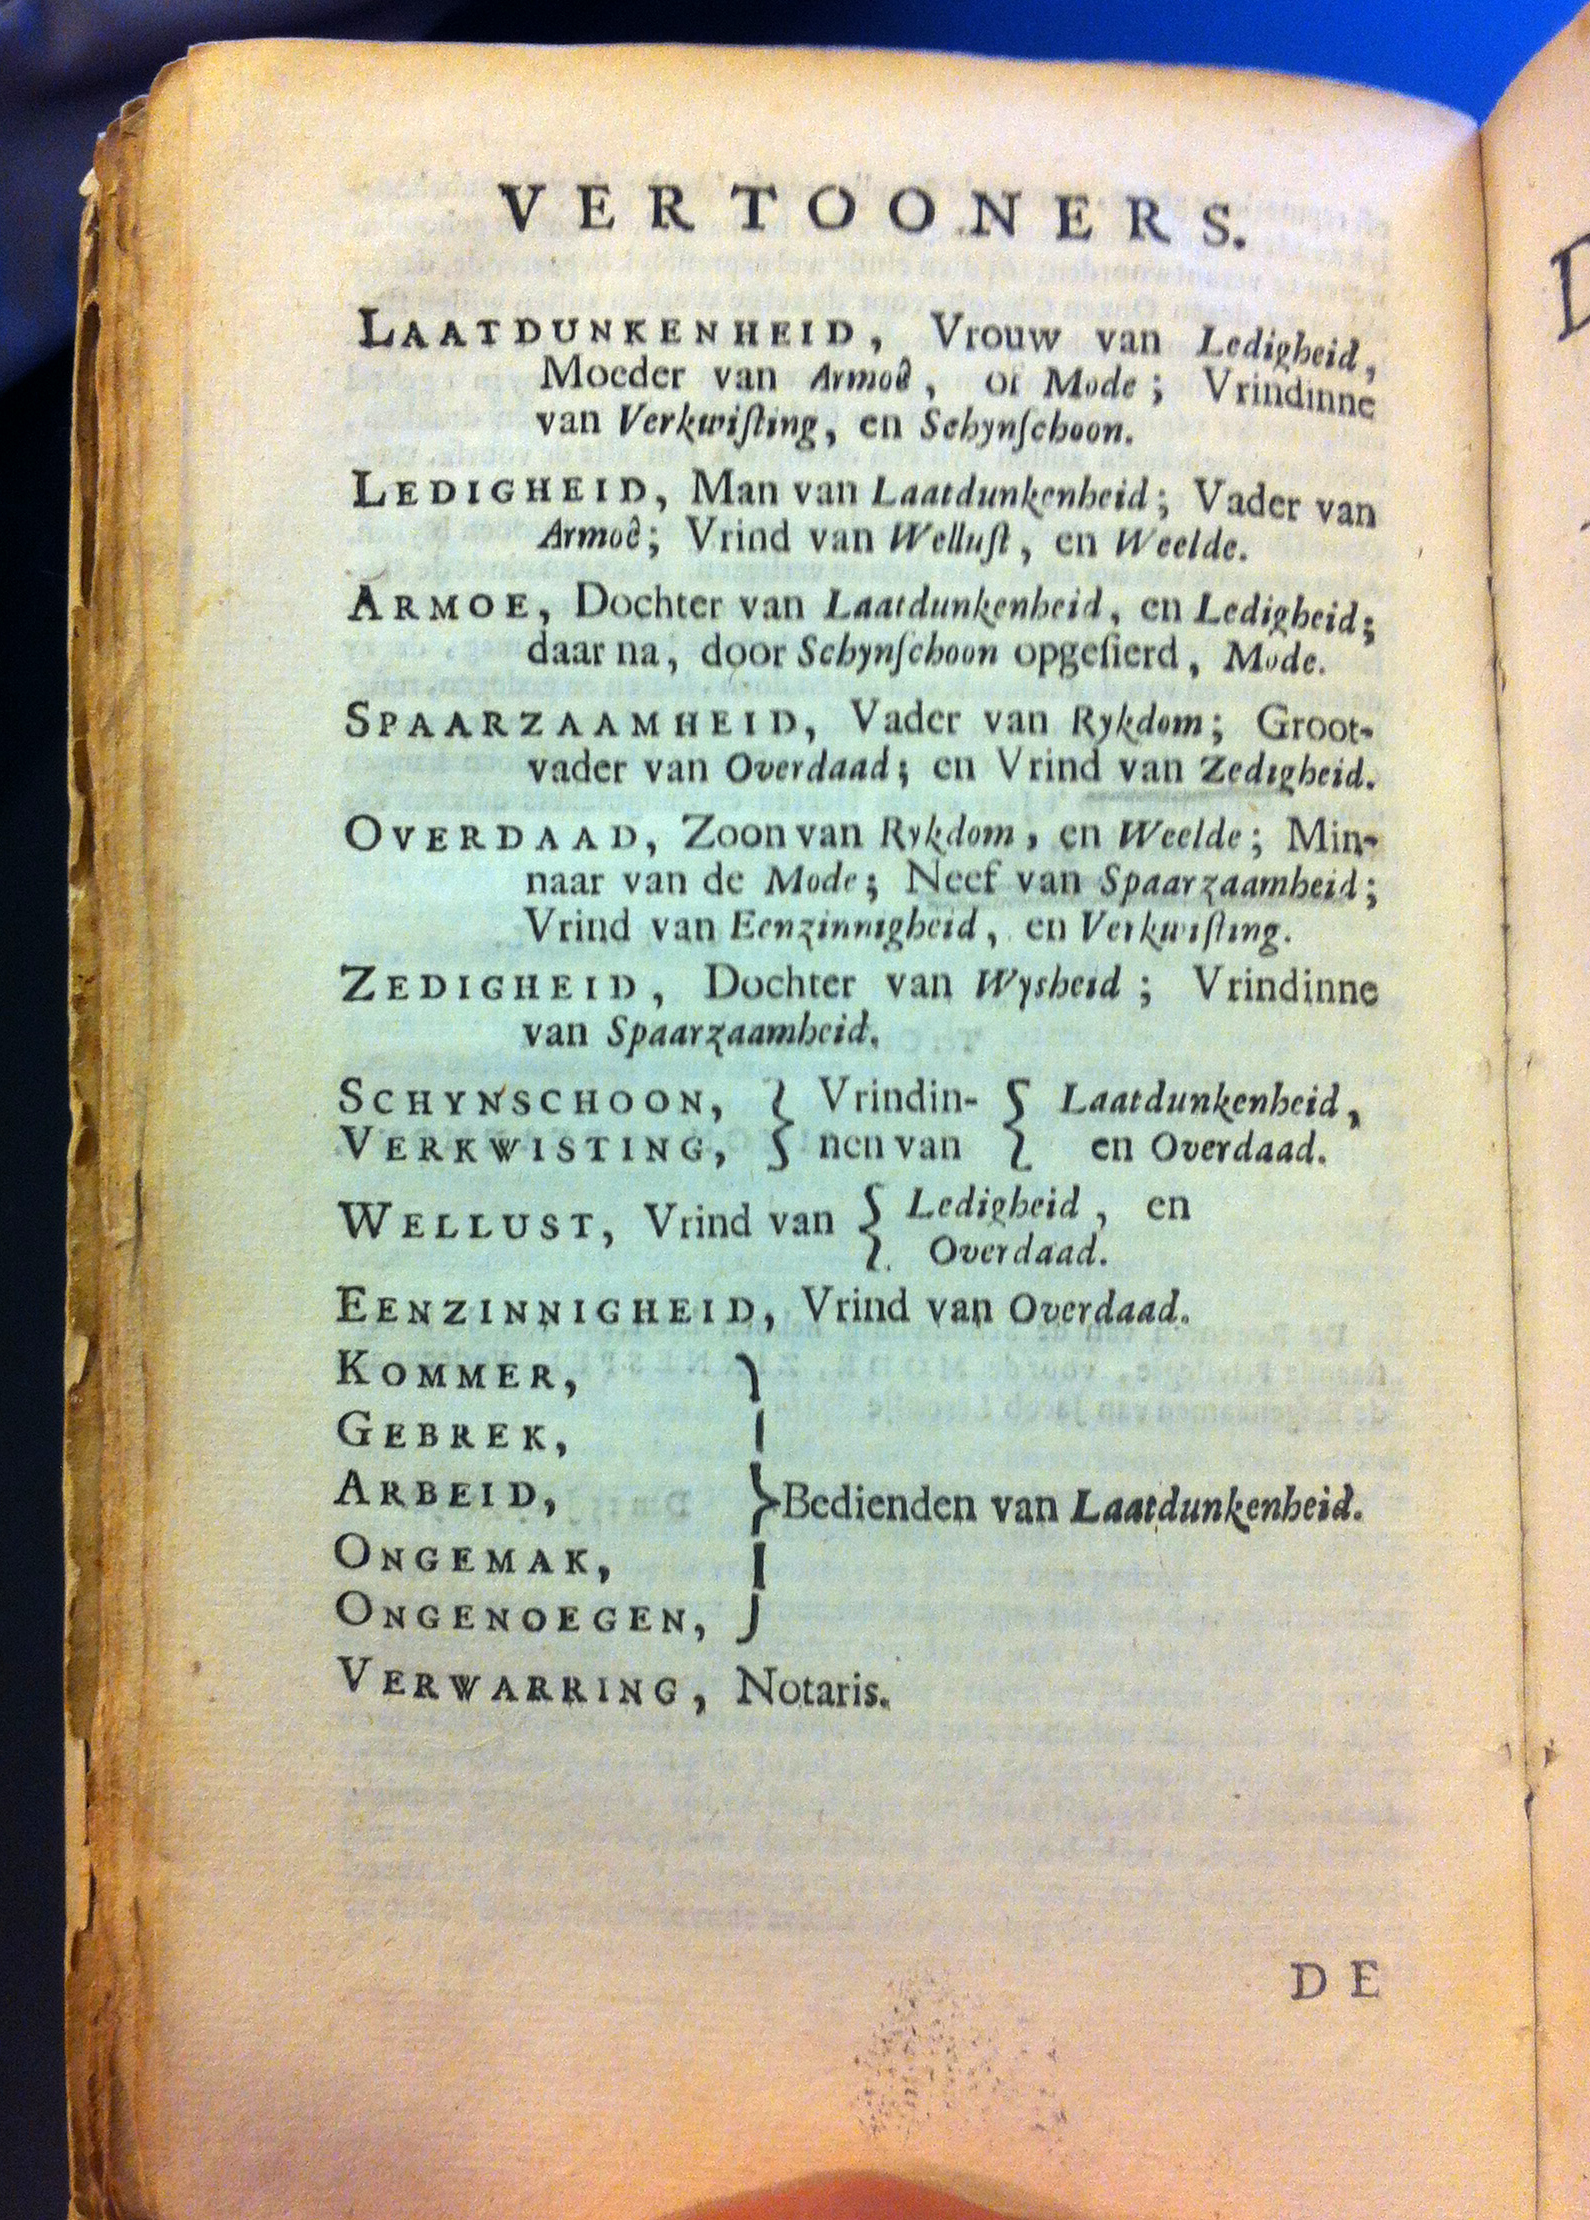 VERTOONERS.
LAATDUNKENHEID, Vrouw van Ledigheid,
Moeder van Armoê, of Mode; Vrindinne
van Verkwiſting, en Schynſchoon.
LEDIGHEID, Man van Laatdunkenheid; Vader van
Armoê; Vrind van Welluſt, en Weelde.
ARMOE, Dochter van Laatdunkenheid, en Ledigheid;
daar na, door Schynſchoon opgeſierd, Mode.
SPAARZAAMHEID, Vader van Rykdom; Groot-
vader van Overdaad; en Vrind van Zedigheid.
OVERDAAD, Zoon van Rykdom, en Weelde; Min-
naar van de Mode; Neef van Spaarzaamheid;
Vrind van Eenzinnigheid, en Verkwiſting.
ZEDIGHEID, Dochter van Wysheid; Vrindinne
van Spaarzaamheid.
SCHYNSCHOON, } Vrindin- { Laatdunkenheid,
VERKWISTING, } nen van { en Overdaad.
WELLUST, Vrind van { Ledigheid, en
Overdaad.
EENZINNIGHEID, Vrind van Overdaad.
KOMMER,
GEBREK,
ARBEID, } Bedienden van Laatdunkenheid.
ONGEMAK,
ONGENOEGEN,
VERWARRING, Notaris.
DE